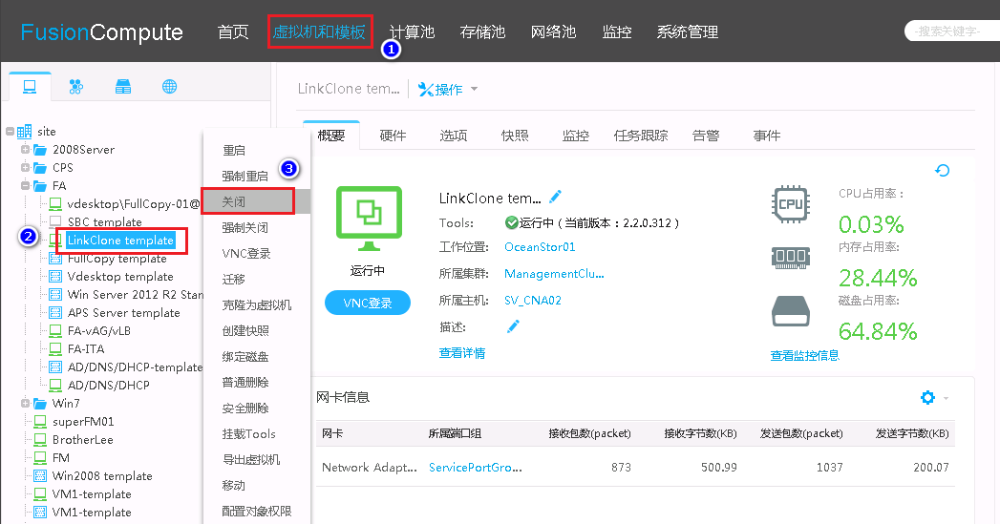 FusionCompute 首页 虚拟机和模板 计算池 存储池 网络池 监控 系统管理 -搜索关键字-
1
LinkClone tem... 操作
site
2008Server
CPS
FA
vdesktop\FullCopy-01@
SBC template
2
LinkClone template
FullCopy template
Vdesktop template
Win Server 2012 R2 Stan
APS Server template
FA-vAG/vLB
FA-ITA
AD/DNS/DHCP-template
AD/DNS/DHCP
Win7
superFM01
BrotherLee
FM
Win2008 template
VM1-template
VM1-template
重启
强制重启
3
关闭
强制关闭
VNC登录
迁移
克隆为虚拟机
创建快照
绑定磁盘
普通删除
安全删除
挂载Tools
导出虚拟机
移动
配置对象权限
概要 硬件 选项 快照 监控 任务跟踪 告警 事件
运行中
VNC登录
LinkClone tem...
Tools: 运行中（当前版本：2.2.0.312）
工作位置: OceanStor01
所属集群: ManagementClu...
所属主机: SV_CNA02
描述:
查看详情
CPU
CPU占用率：
0.03%
内存占用率:
28.44%
磁盘占用率:
64.84%
查看监控信息
网卡信息
网卡 所属端口组 接收包数(packet) 接收字节数(KB) 发送包数(packet) 发送字节数(KB)
Network Adapt... ServicePortGro... 873 500.99 1037 200.07